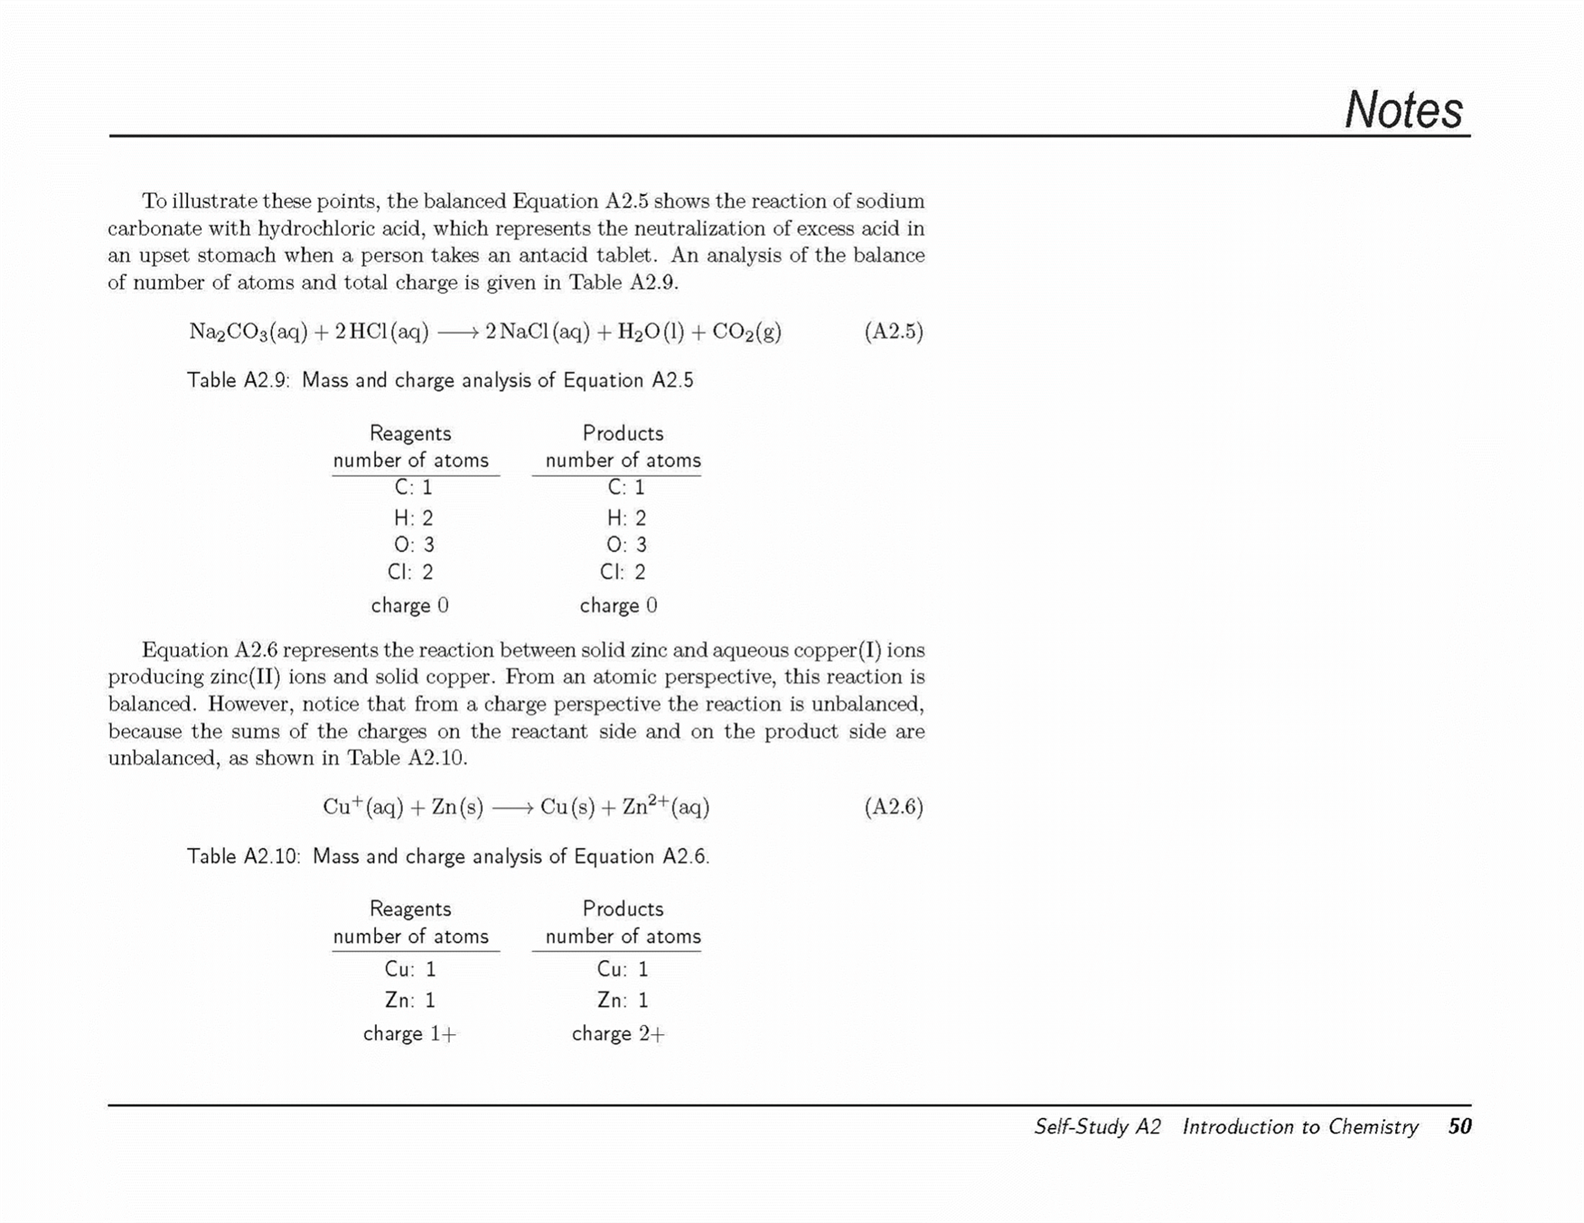 Notes
To illustrate these points, the balanced Equation A2.5 shows the reaction of sodium
carbonate with hydrochloric acid, which represents the neutralization of excess acid in
an upset stomach when a person takes an antacid tablet. An analysis of the balance
of number of atoms and total charge is given in Table A2.9.
Na₂CO₃(aq) + 2 HCl (aq) ⟶ 2 NaCl (aq) + H₂O (l) + CO₂(g) (A2.5)
Table A2.9: Mass and charge analysis of Equation A2.5
Reagents Products
number of atoms number of atoms
C: 1 C: 1
H: 2 H: 2
O: 3 O: 3
Cl: 2 Cl: 2
charge 0 charge 0
Equation A2.6 represents the reaction between solid zinc and aqueous copper(I) ions
producing zinc(II) ions and solid copper. From an atomic perspective, this reaction is
balanced. However, notice that from a charge perspective the reaction is unbalanced,
because the sums of the charges on the reactant side and on the product side are
unbalanced, as shown in Table A2.10.
Cu⁺(aq) + Zn (s) ⟶ Cu (s) + Zn²⁺(aq) (A2.6)
Table A2.10: Mass and charge analysis of Equation A2.6.
Reagents Products
number of atoms number of atoms
Cu: 1 Cu: 1
Zn: 1 Zn: 1
charge 1+ charge 2+
Self-Study A2 Introduction to Chemistry 50